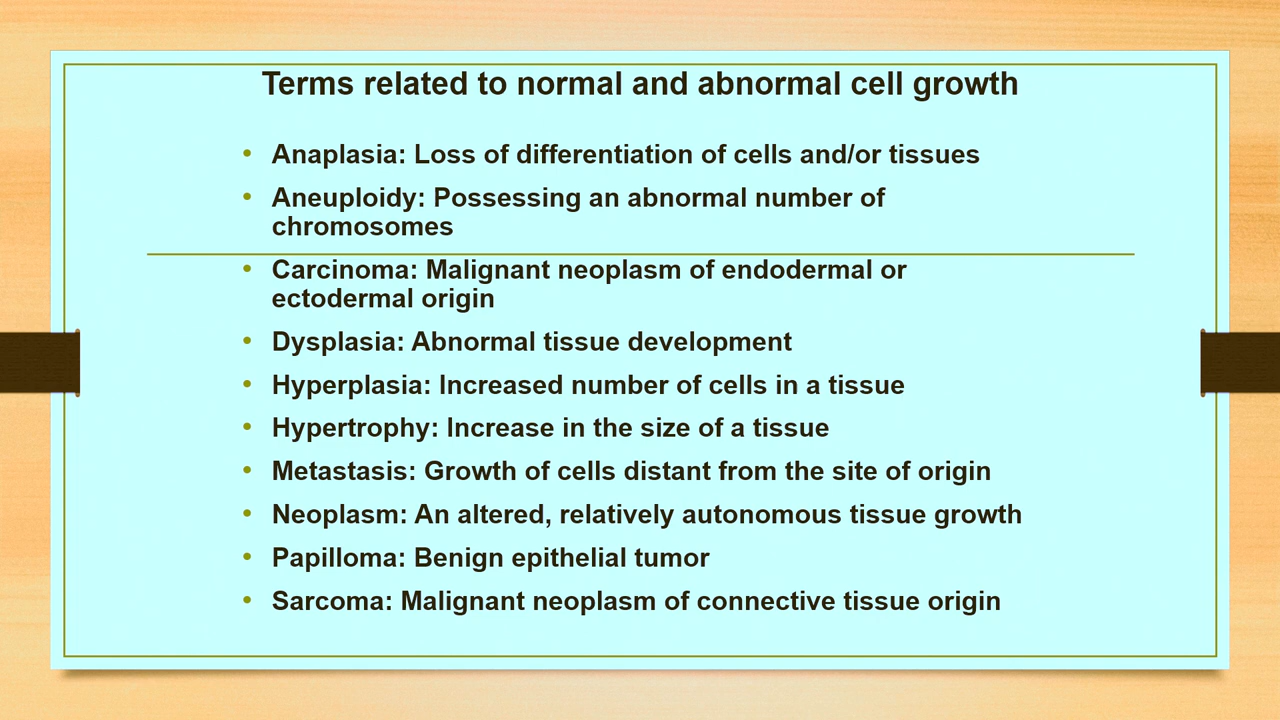 Terms related to normal and abnormal cell growth
• Anaplasia: Loss of differentiation of cells and/or tissues
• Aneuploidy: Possessing an abnormal number of
chromosomes
• Carcinoma: Malignant neoplasm of endodermal or
ectodermal origin
• Dysplasia: Abnormal tissue development
• Hyperplasia: Increased number of cells in a tissue
• Hypertrophy: Increase in the size of a tissue
• Metastasis: Growth of cells distant from the site of origin
• Neoplasm: An altered, relatively autonomous tissue growth
• Papilloma: Benign epithelial tumor
• Sarcoma: Malignant neoplasm of connective tissue origin